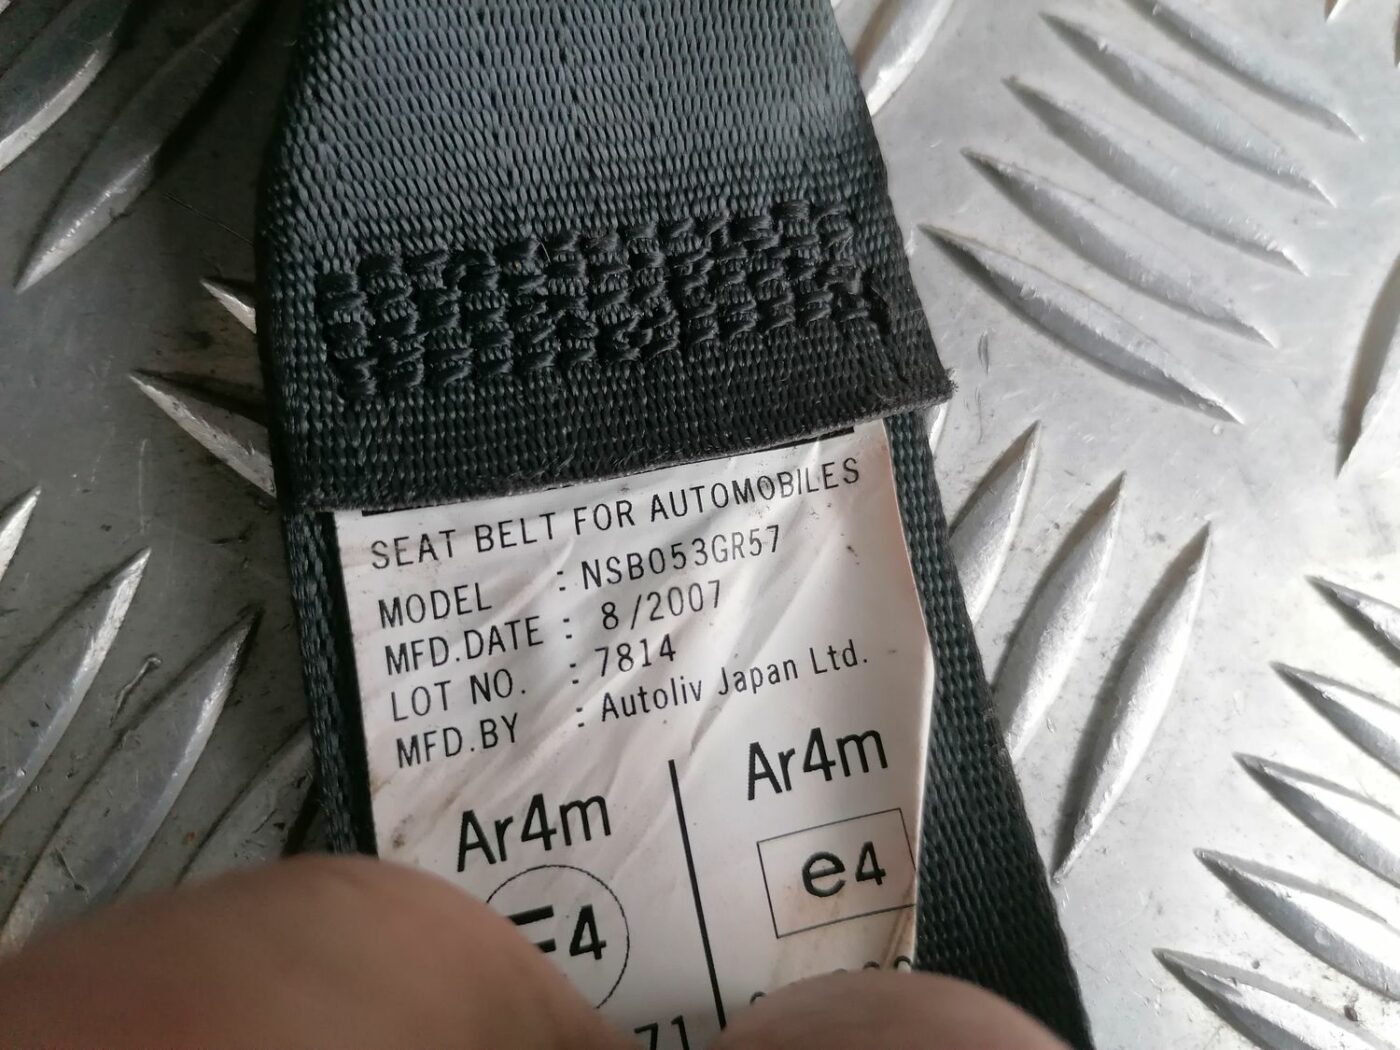 SEAT BELT FOR AUTOMOBILES
MODEL : NSB053GR57
MFD.DATE : 8/2007
LOT NO. : 7814
MFD.BY : Autoliv Japan Ltd.
Ar4m
Ar4m
e4
E4
71